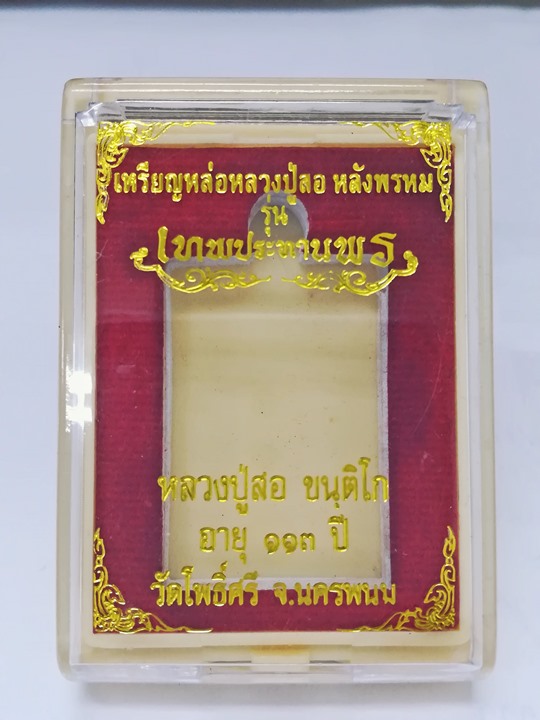 เหรียญหล่อหลวงปู่สอ หลังพรหม
รุ่น
เทพประทานพร
หลวงปู่สอ ขนฺติโก
อายุ ๑๑๓ ปี
วัดโพธิ์ศรี จ.นครพนม